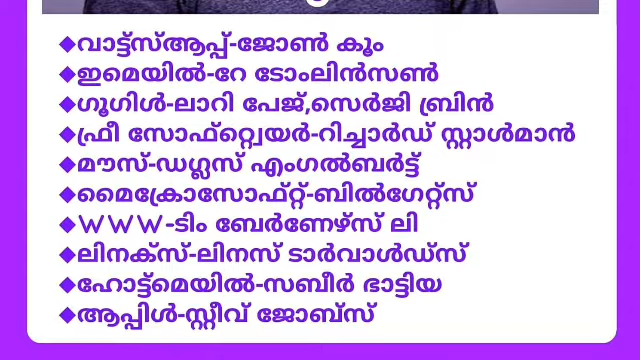 ◆വാട്ട്സ്ആപ്പ്-ജോൺ കൂം
◆ഇമെയിൽ-റേ ടോംലിൻസൺ
◆ഗൂഗിൾ-ലാറി പേജ്,സെർജി ബ്രിൻ
◆ഫ്രീ സോഫ്റ്റ്വെയർ-റിച്ചാർഡ് സ്റ്റാൾമാൻ
◆മൗസ്-ഡഗ്ലസ് എംഗൽബർട്ട്
◆മൈക്രോസോഫ്റ്റ്-ബിൽഗേറ്റ്സ്
◆WWW-ടിം ബേർണേഴ്സ് ലി
◆ലിനക്സ്-ലിനസ് ടാർവാൾഡ്സ്
◆ഹോട്ട്മെയിൽ-സബീർ ഭാട്ടിയ
◆ആപ്പിൾ-സ്റ്റീവ് ജോബ്സ്